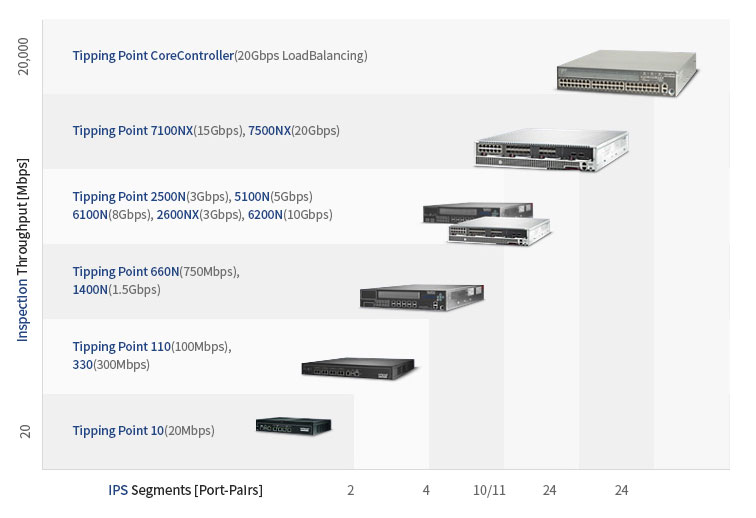 20,000
Tipping Point CoreController(20Gbps LoadBalancing)
Tipping Point 7100NX(15Gbps), 7500NX(20Gbps)
Inspection Throughput [Mbps]
Tipping Point 2500N(3Gbps), 5100N(5Gbps)
6100N(8Gbps), 2600NX(3Gbps), 6200N(10Gbps)
Tipping Point 660N(750Mbps),
1400N(1.5Gbps)
Tipping Point 110(100Mbps),
330(300Mbps)
20
Tipping Point 10(20Mbps)
IPS Segments [Port-Pairs] 2 4 10/11 24 24